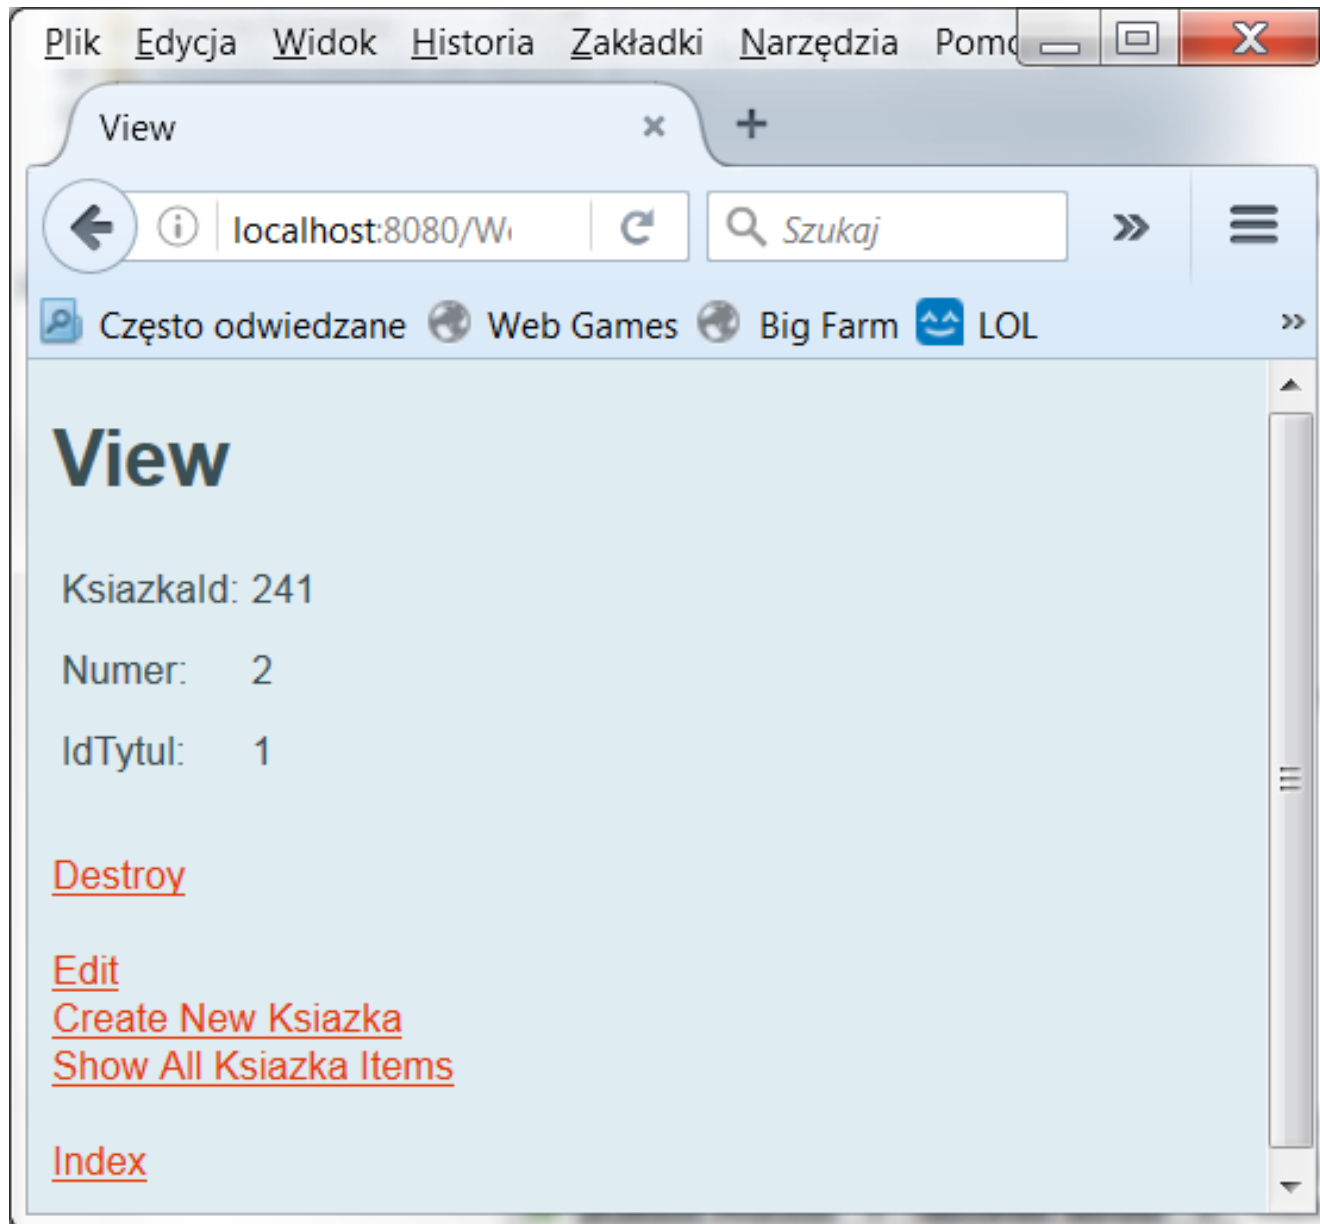 Plik Edycja Widok Historia Zakładki Narzędzia
View
localhost:8080/We
Szukaj
Często odwiedzane Web Games Big Farm LOL
View
KsiazkaId: 241
Numer: 2
IdTytul: 1
Destroy
Edit
Create New Ksiazka
Show All Ksiazka Items
Index